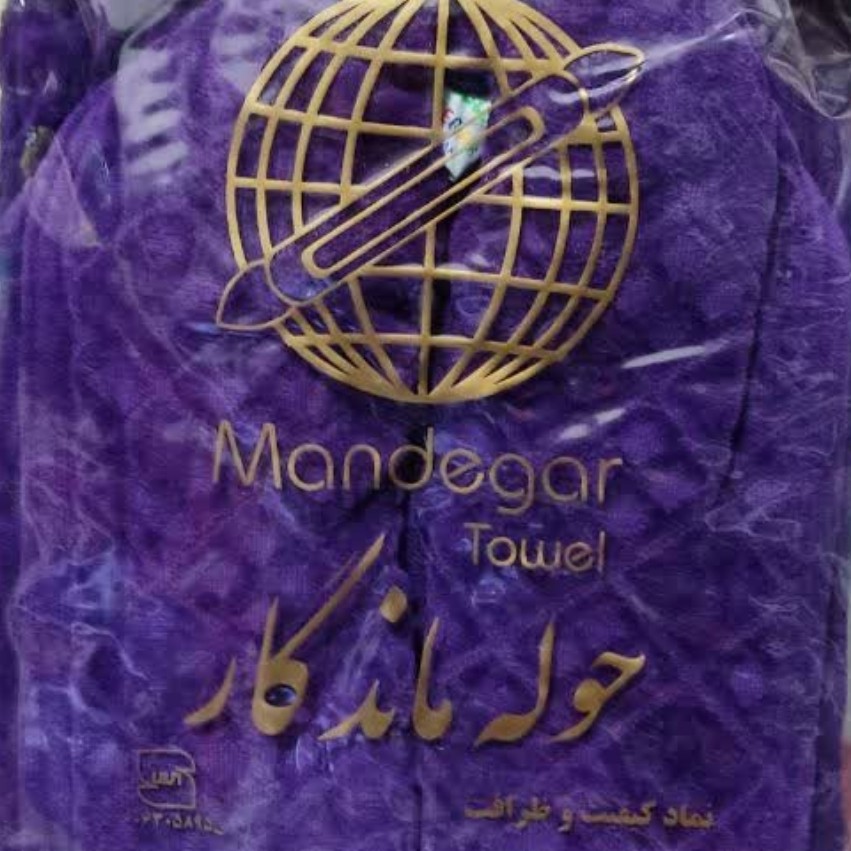 Mandegar
Towel
حوله ماندگار
نماد کیفیت و ظرافت